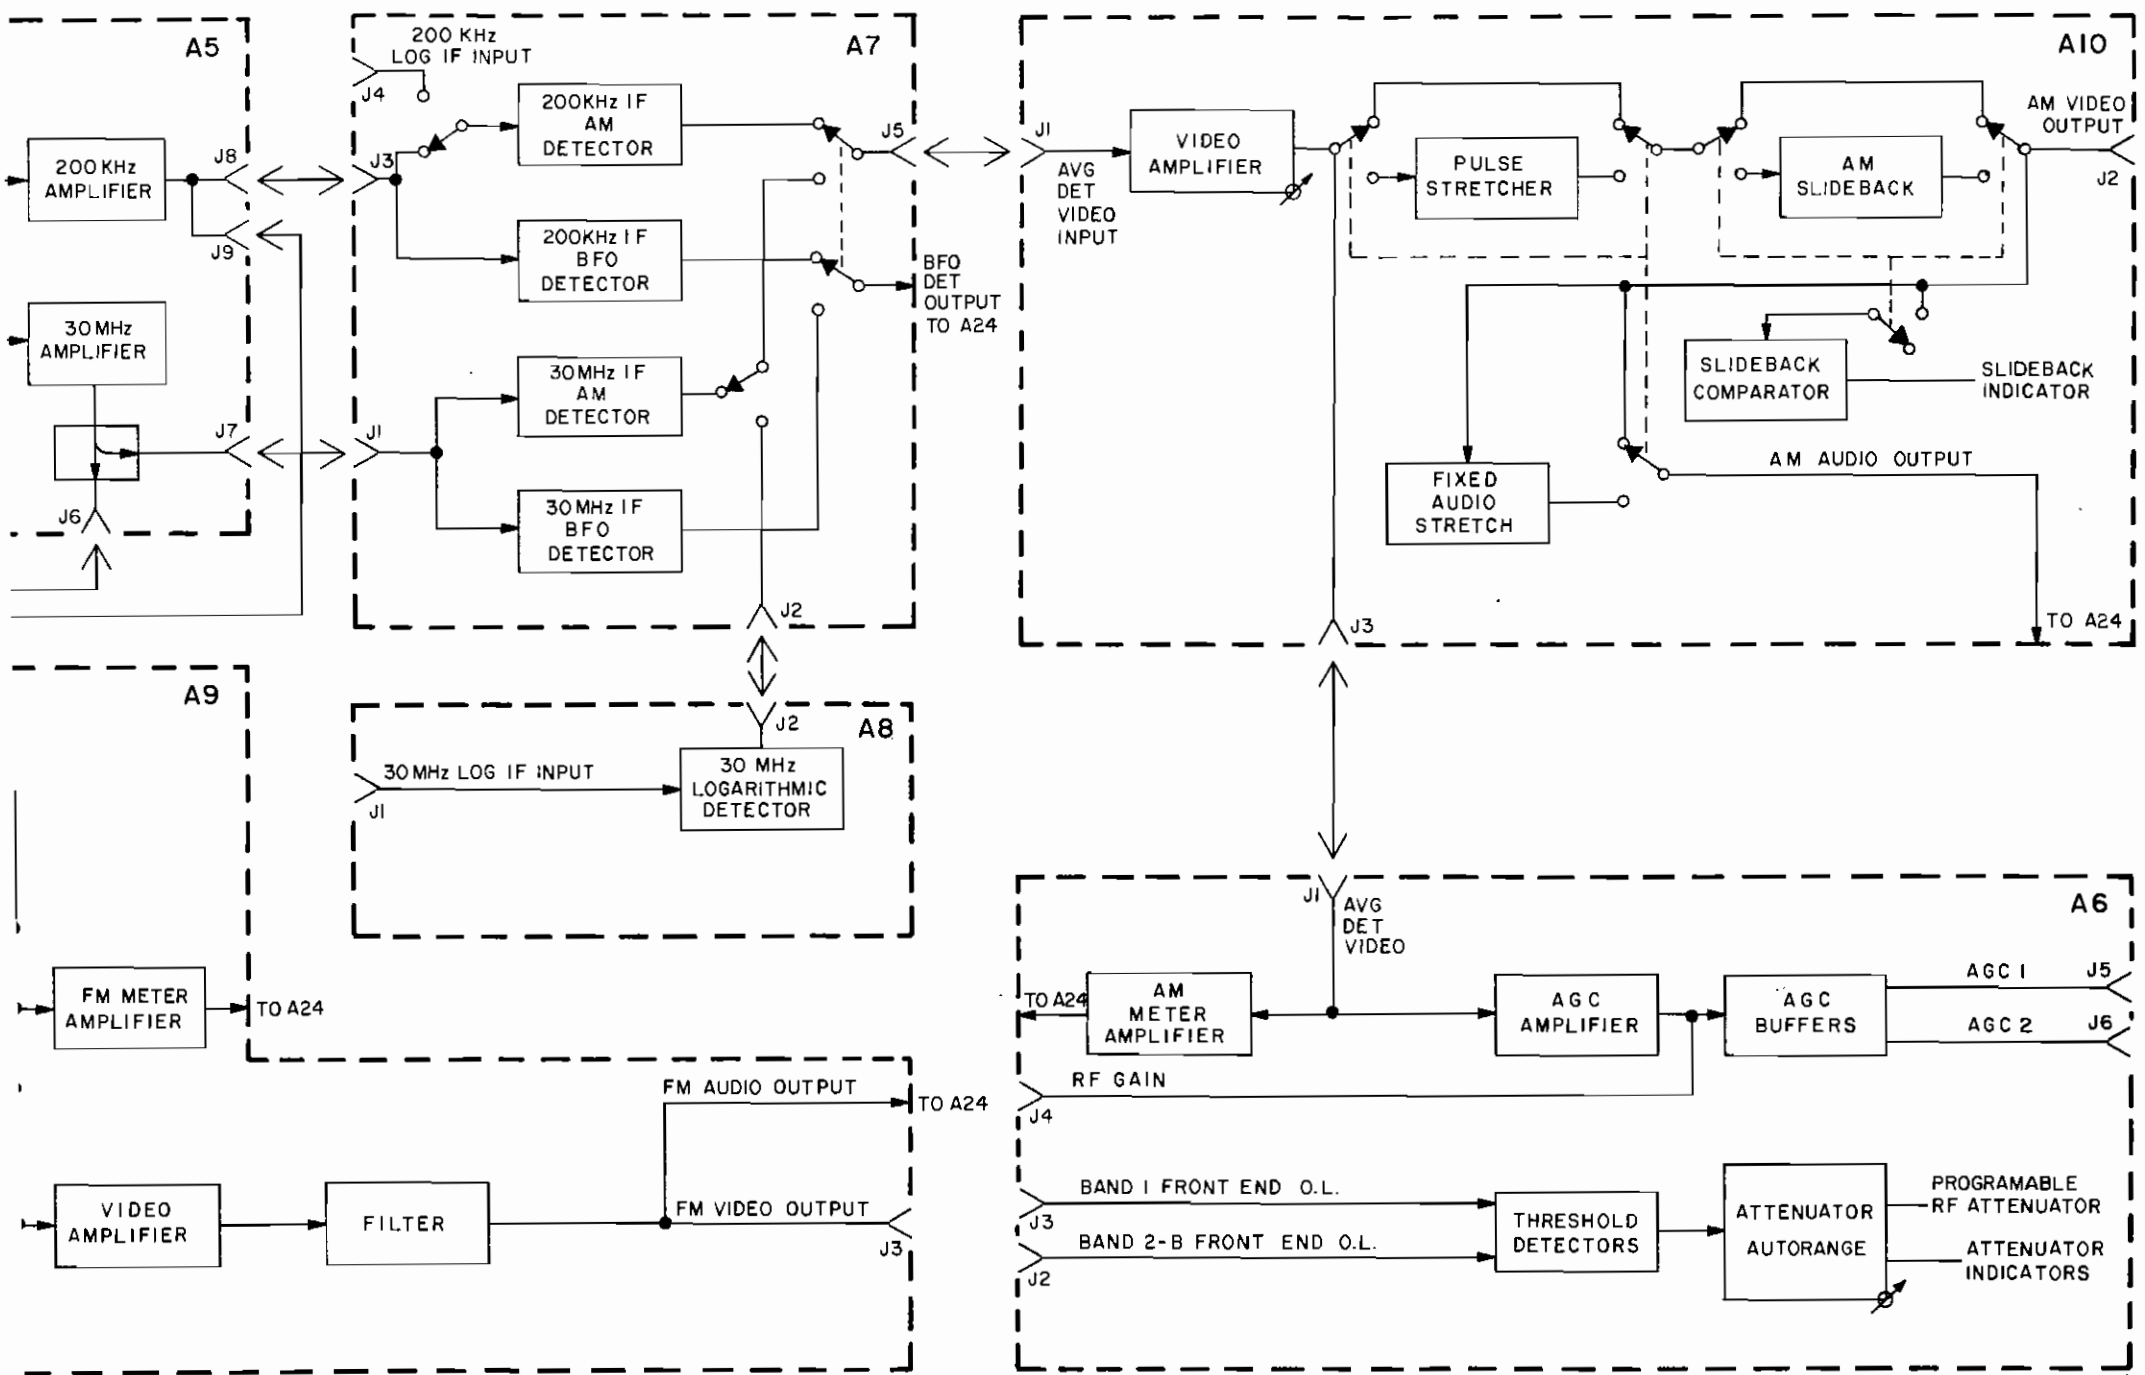 A5
200 KHz
AMPLIFIER
J8
J9
30 MHz
AMPLIFIER
J7
J6
A7
200 KHz
LOG IF INPUT
J4
J3
200KHz IF
AM
DETECTOR
J5
200KHz IF
BFO
DETECTOR
BFO
DET
OUTPUT
TO A24
30MHz IF
AM
DETECTOR
J1
30MHz IF
BFO
DETECTOR
J2
A10
J1
AVG
DET
VIDEO
INPUT
VIDEO
AMPLIFIER
PULSE
STRETCHER
AM
SLIDEBACK
AM VIDEO
OUTPUT
J2
SLIDEBACK
COMPARATOR
SLIDEBACK
INDICATOR
FIXED
AUDIO
STRETCH
AM AUDIO OUTPUT
TO A24
J3
A9
FM METER
AMPLIFIER
TO A24
FM AUDIO OUTPUT
TO A24
VIDEO
AMPLIFIER
FILTER
FM VIDEO OUTPUT
J3
A8
J2
30MHz LOG IF INPUT
J1
30 MHz
LOGARITHMIC
DETECTOR
A6
J1
AVG
DET
VIDEO
TO A24
AM
METER
AMPLIFIER
AGC
AMPLIFIER
AGC
BUFFERS
AGC 1
J5
AGC 2
J6
RF GAIN
J4
BAND 1 FRONT END O.L.
J3
BAND 2-8 FRONT END O.L.
J2
THRESHOLD
DETECTORS
ATTENUATOR
AUTORANGE
PROGRAMABLE
RF ATTENUATOR
ATTENUATOR
INDICATORS